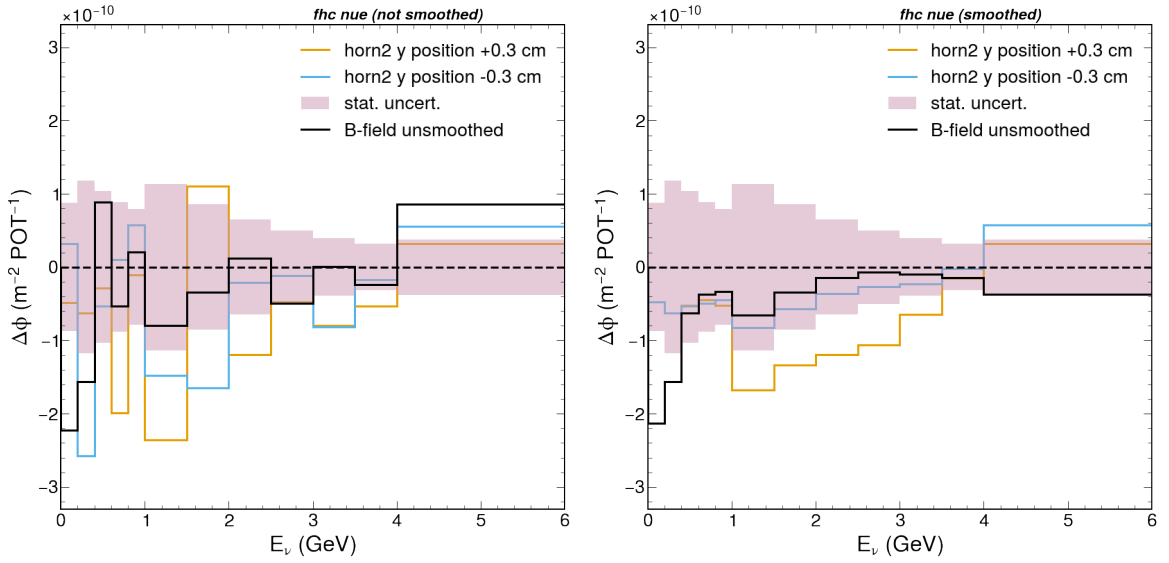 ×10⁻¹⁰
fhc nue (not smoothed)
horn2 y position +0.3 cm
horn2 y position -0.3 cm
stat. uncert.
B-field unsmoothed
Δϕ (m⁻² POT⁻¹)
3
2
1
0
−1
−2
−3
0 1 2 3 4 5 6
E_ν (GeV)
×10⁻¹⁰
fhc nue (smoothed)
horn2 y position +0.3 cm
horn2 y position -0.3 cm
stat. uncert.
B-field unsmoothed
Δϕ (m⁻² POT⁻¹)
3
2
1
0
−1
−2
−3
0 1 2 3 4 5 6
E_ν (GeV)